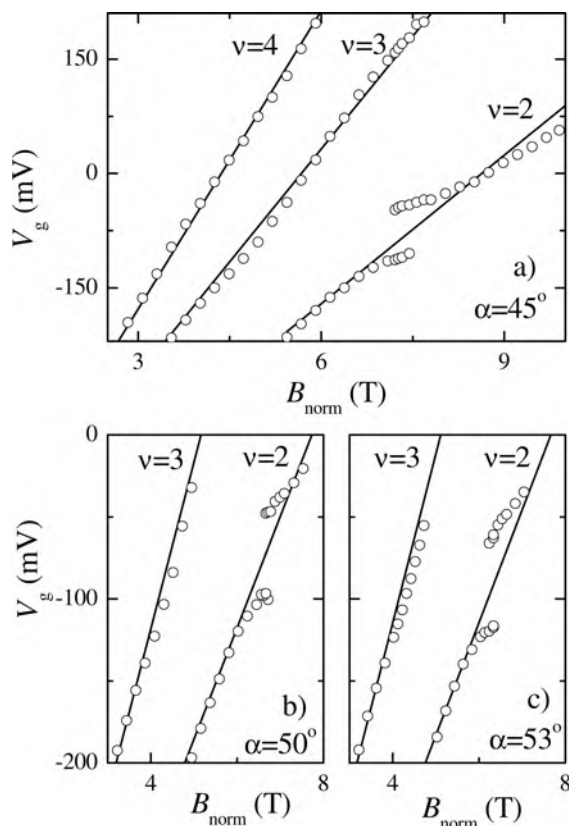 150
0
-150
V_g (mV)
ν=4
ν=3
ν=2
a)
α=45°
3
6
9
B_norm (T)
0
-100
-200
V_g (mV)
ν=3
ν=2
b)
α=50°
4
8
B_norm (T)
ν=3
ν=2
c)
α=53°
4
8
B_norm (T)